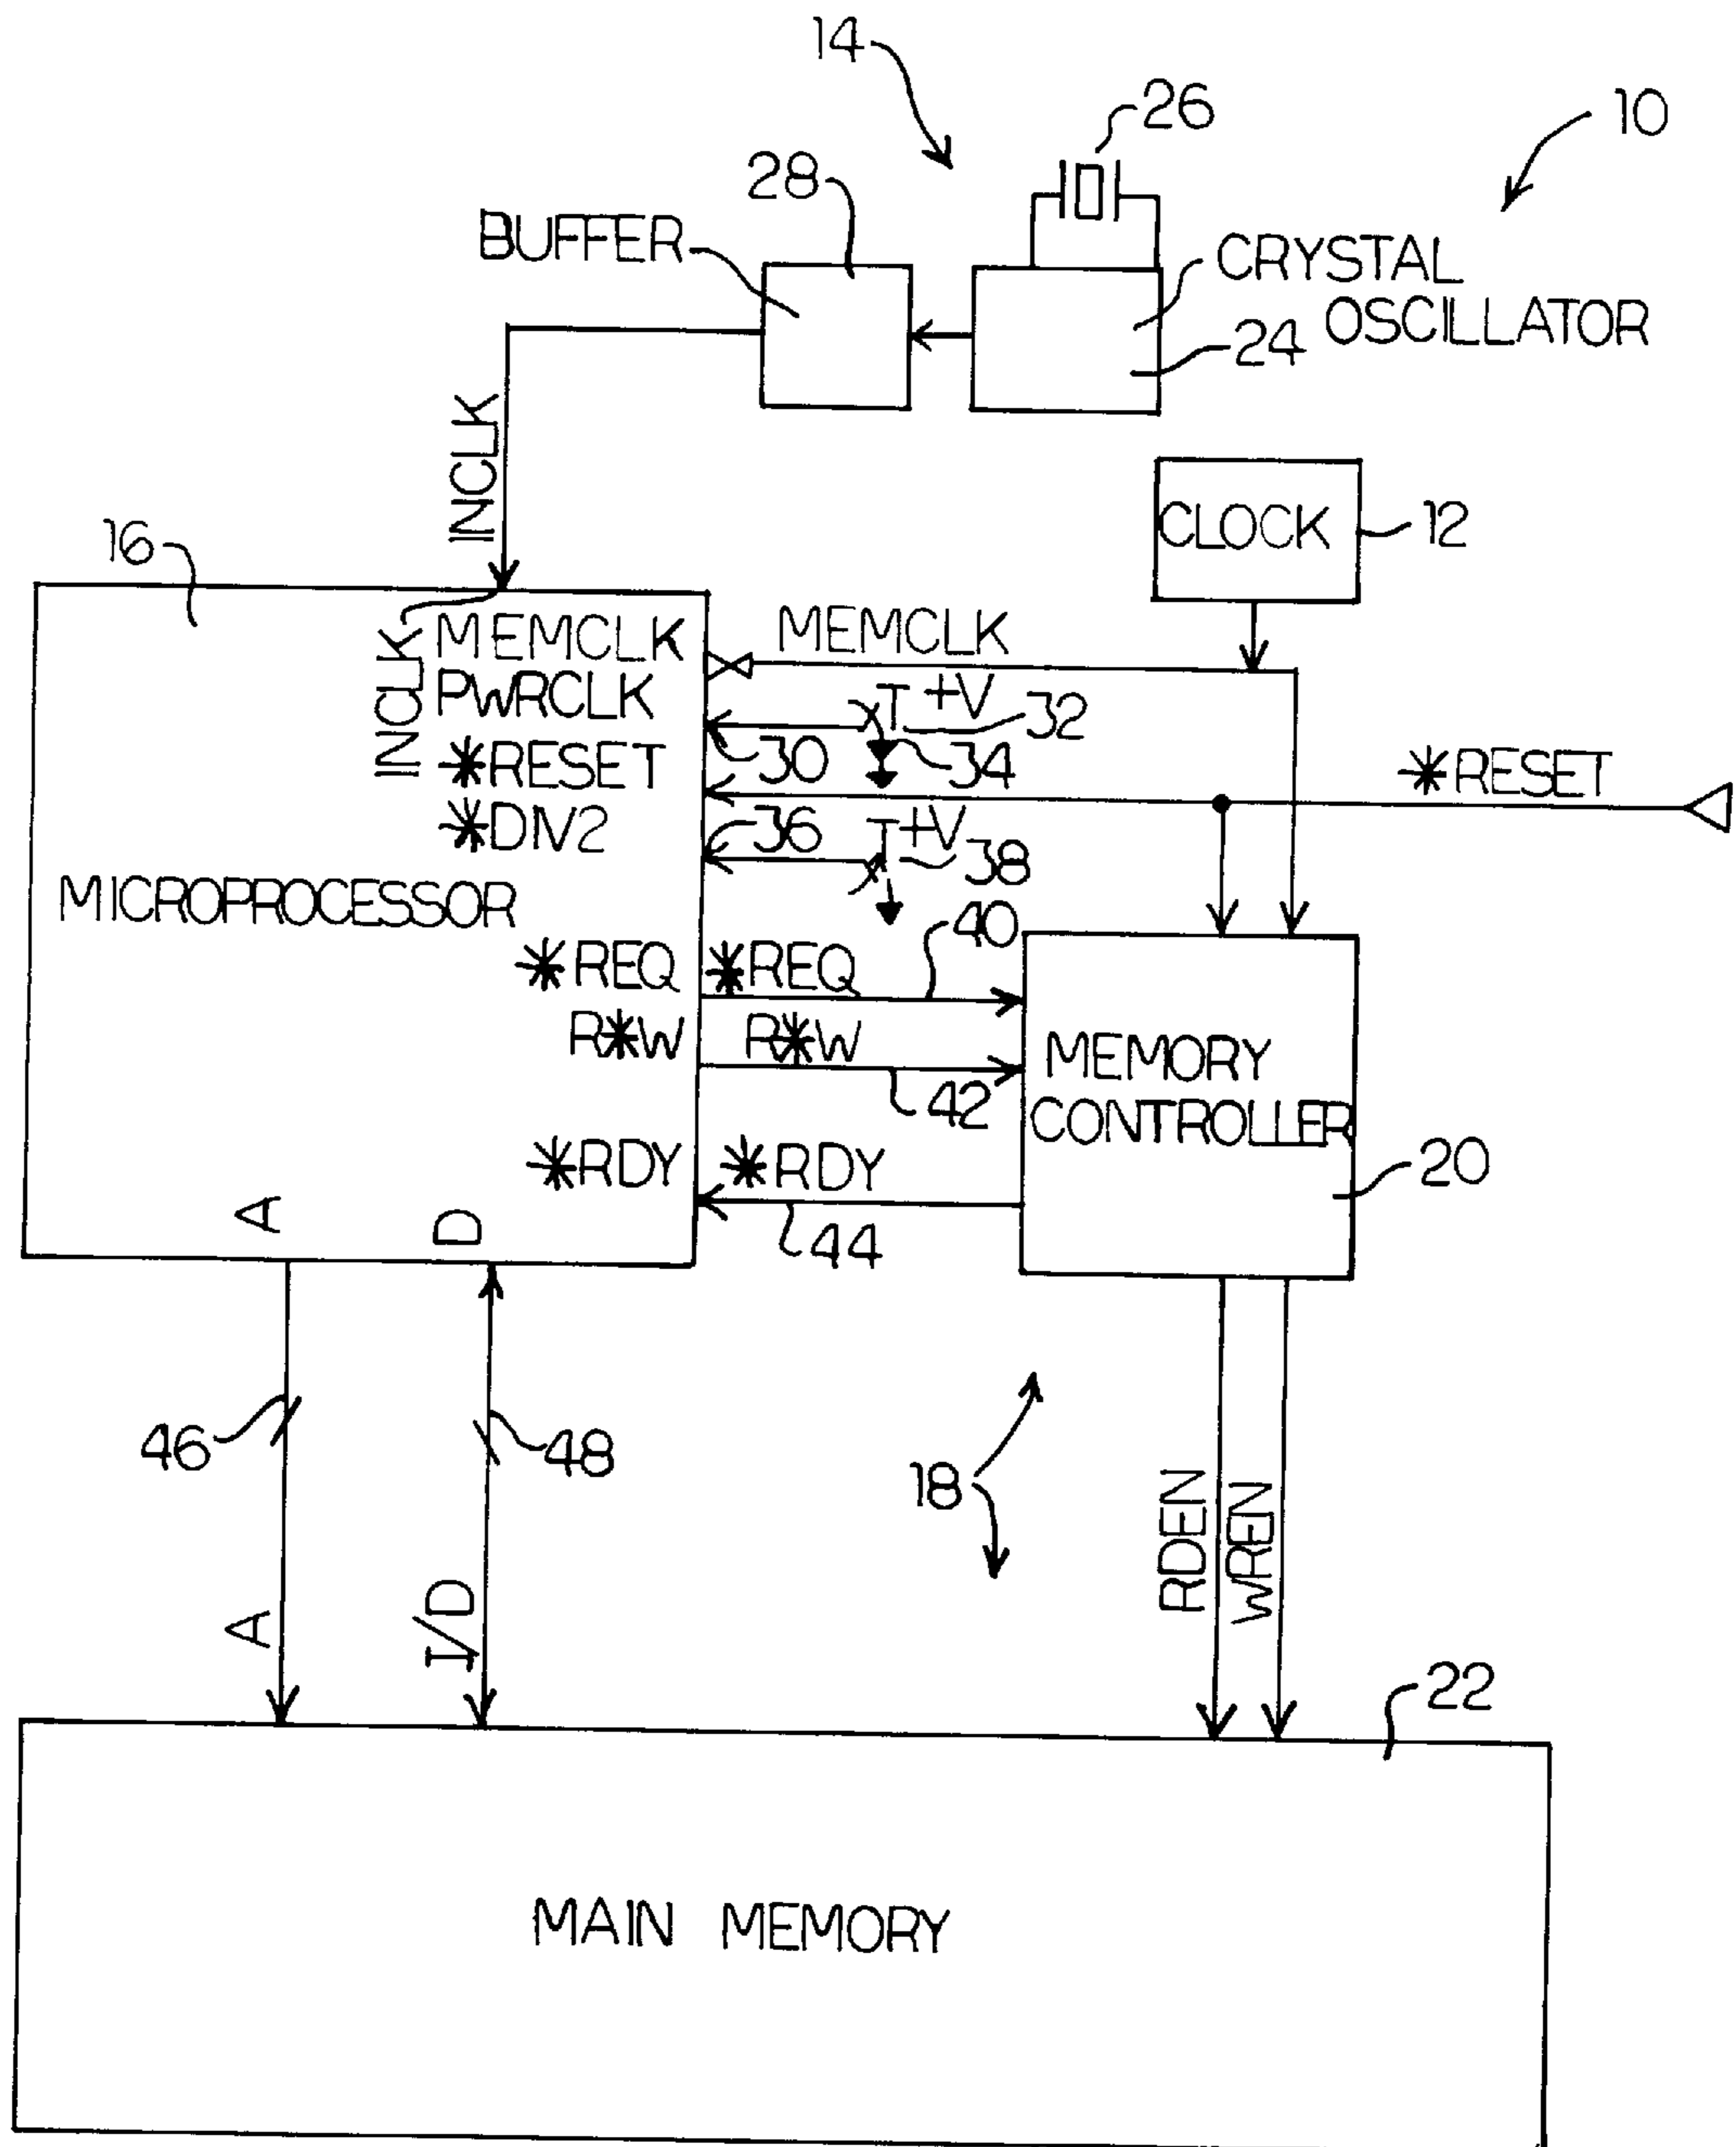 14
26
10
28
BUFFER
CRYSTAL
OSCILLATOR
24
INCLK
CLOCK
12
16
MEMCLK
MEMCLK
INCLK
PWRCLK
+V
32
*RESET
30
34
*RESET
*DIV2
36
+V
38
MICROPROCESSOR
40
*REQ
*REQ
R*W
R*W
MEMORY
CONTROLLER
42
*RDY
*RDY
20
44
A
D
46
48
18
RDEN
WREN
A
I/D
22
MAIN MEMORY